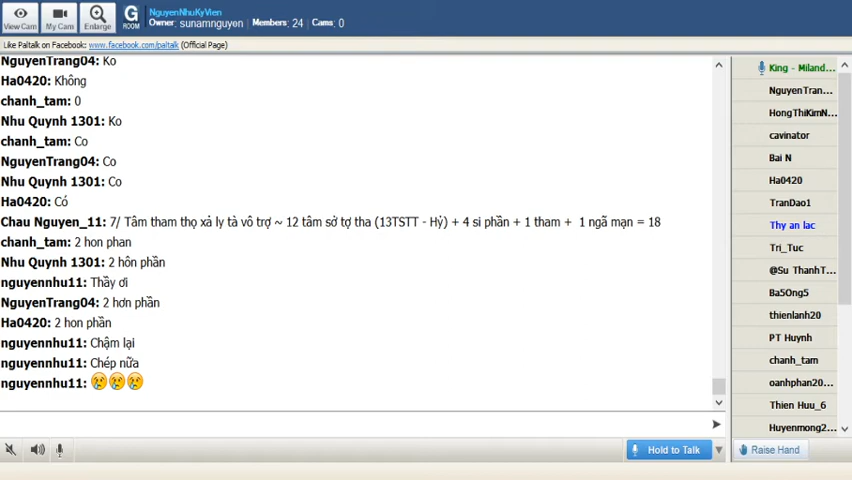 View Cam
My Cam
Enlarge
G
ROOM
NguyenNhuKyVien
Owner: sunamnguyen Members: 24 Cams: 0
Like Paltalk on Facebook: www.facebook.com/paltalk (Official Page)
NguyenTrang04: Ko
Ha0420: Không
chanh_tam: 0
Nhu Quynh 1301: Ko
chanh_tam: Co
NguyenTrang04: Co
Nhu Quynh 1301: Co
Ha0420: Có
Chau Nguyen_11: 7/ Tâm tham thọ xả ly tà vô trợ ~ 12 tâm sở tợ tha (13TSTT - Hỷ) + 4 si phần + 1 tham + 1 ngã mạn = 18
chanh_tam: 2 hon phan
Nhu Quynh 1301: 2 hôn phần
nguyennhu11: Thầy ơi
NguyenTrang04: 2 hơn phần
Ha0420: 2 hon phần
nguyennhu11: Chậm lại
nguyennhu11: Chép nữa
nguyennhu11:
Hold to Talk
King - Miland...
NguyenTran...
HongThiKimN...
cavinator
Bai N
Ha0420
TranDao1
Thy an lac
Tri_Tuc
@Su ThanhT...
Ba5Ong5
thienlanh20
PT Huynh
chanh_tam
oanhphan20...
Thien Huu_6
Huyenmong2...
Raise Hand